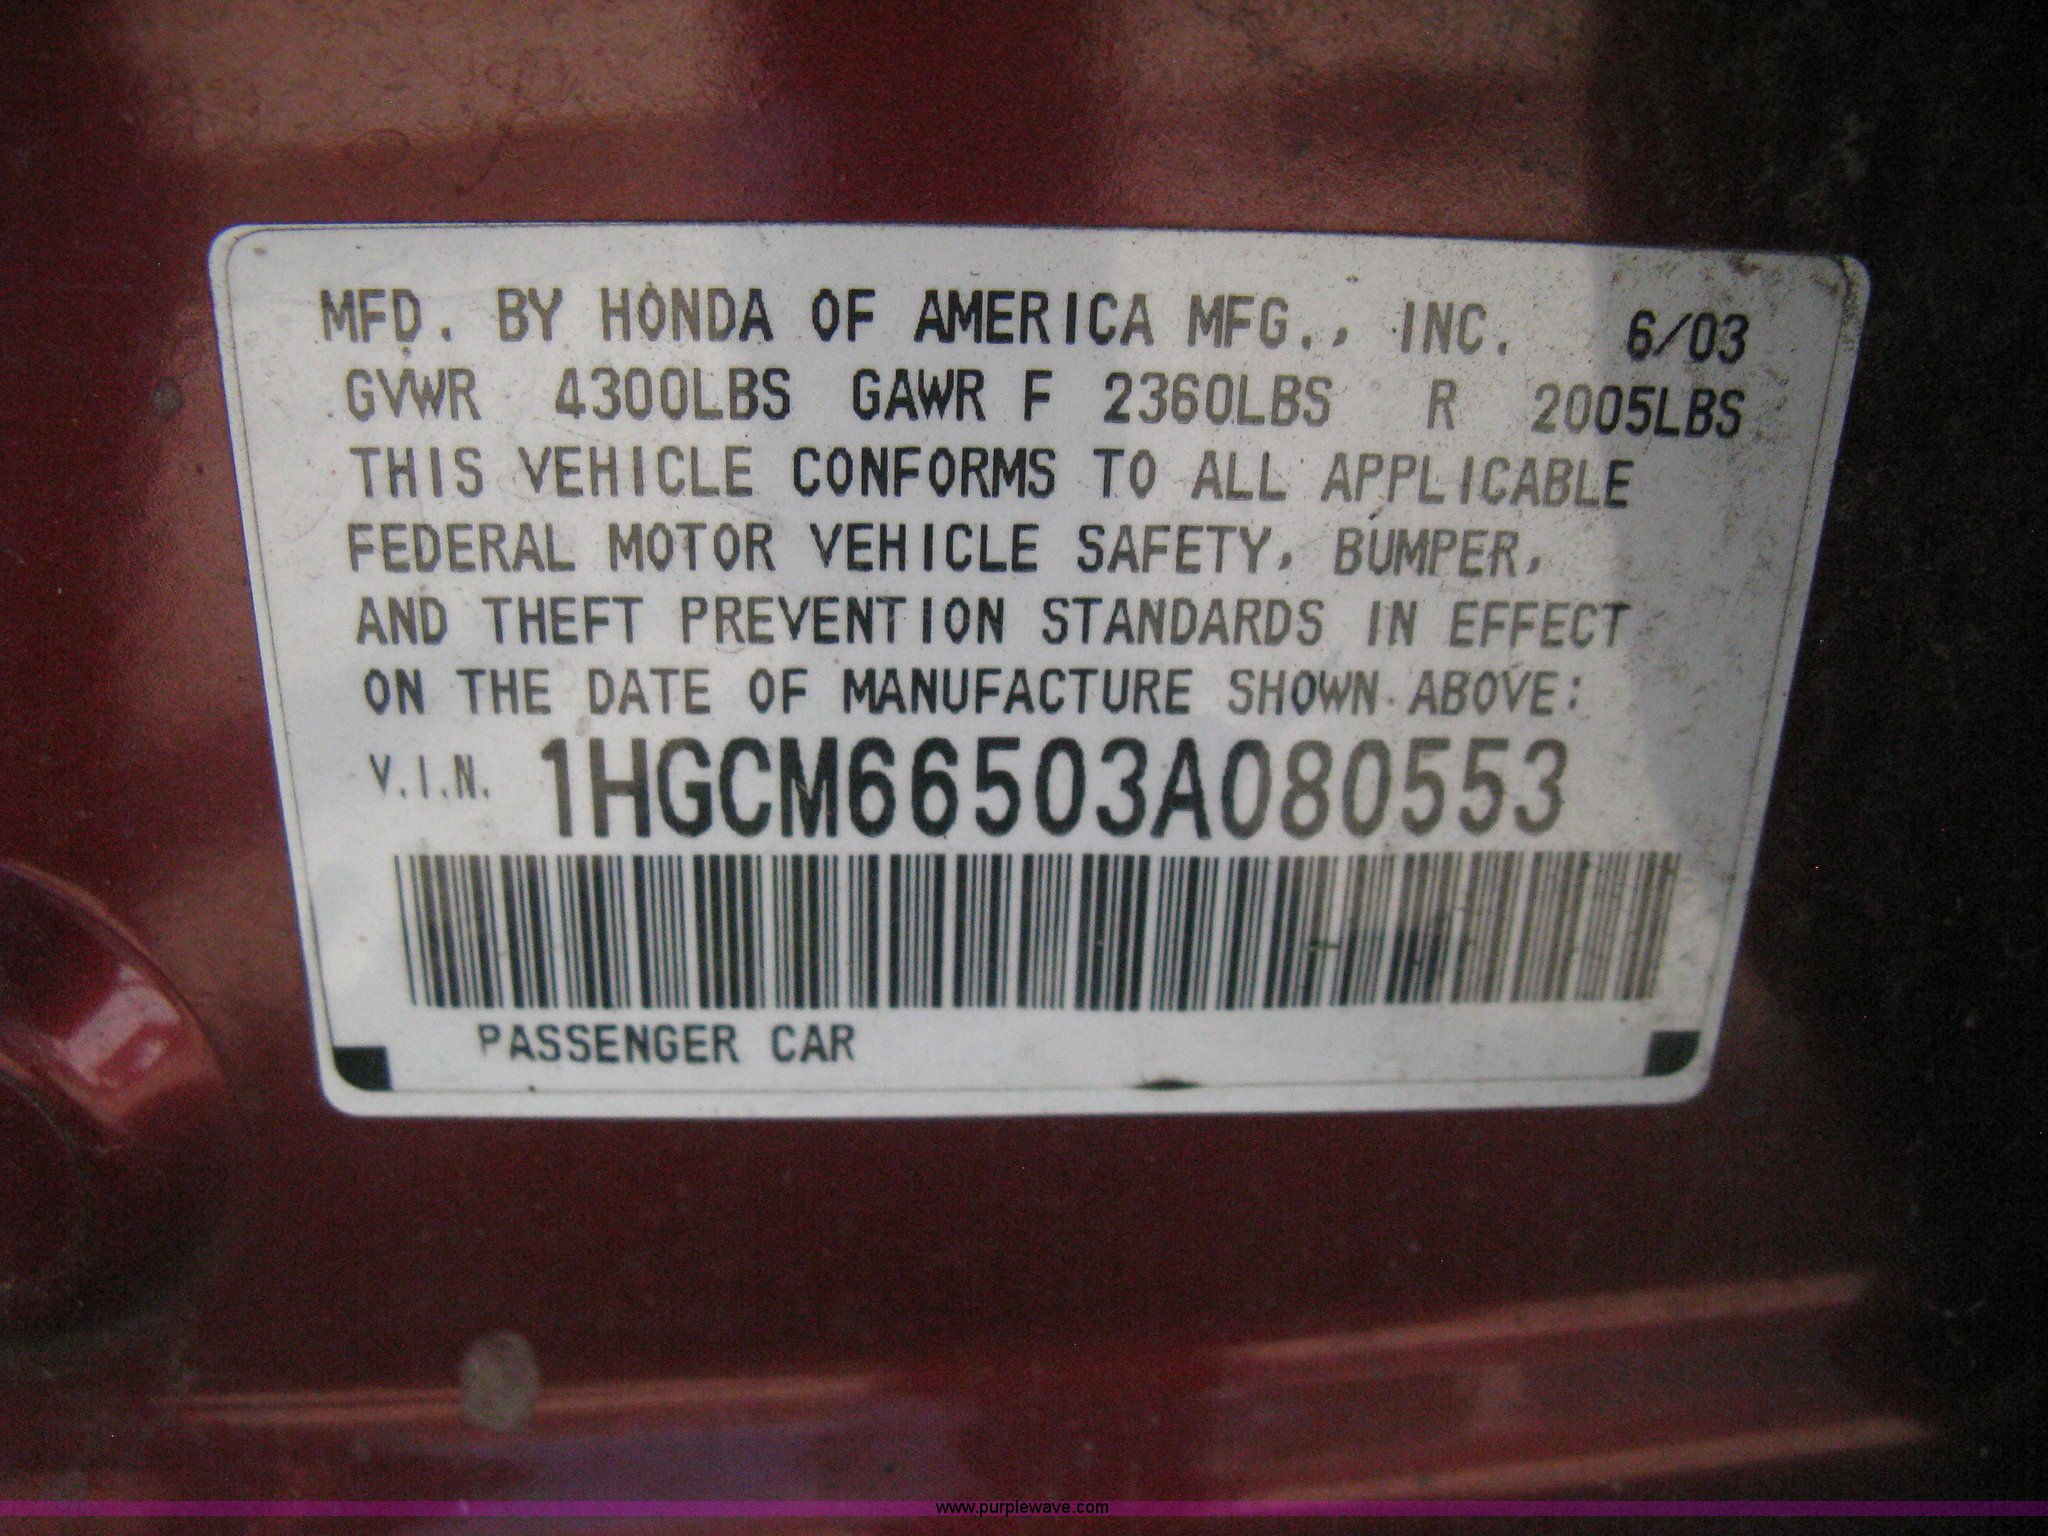 MFD. BY HONDA OF AMERICA MFG., INC. 6/03
GVWR 4300LBS GAWR F 2360LBS R 2005LBS
THIS VEHICLE CONFORMS TO ALL APPLICABLE
FEDERAL MOTOR VEHICLE SAFETY, BUMPER,
AND THEFT PREVENTION STANDARDS IN EFFECT
ON THE DATE OF MANUFACTURE SHOWN ABOVE:
V.I.N. 1HGCM66503A080553
PASSENGER CAR
www.purplewave.com